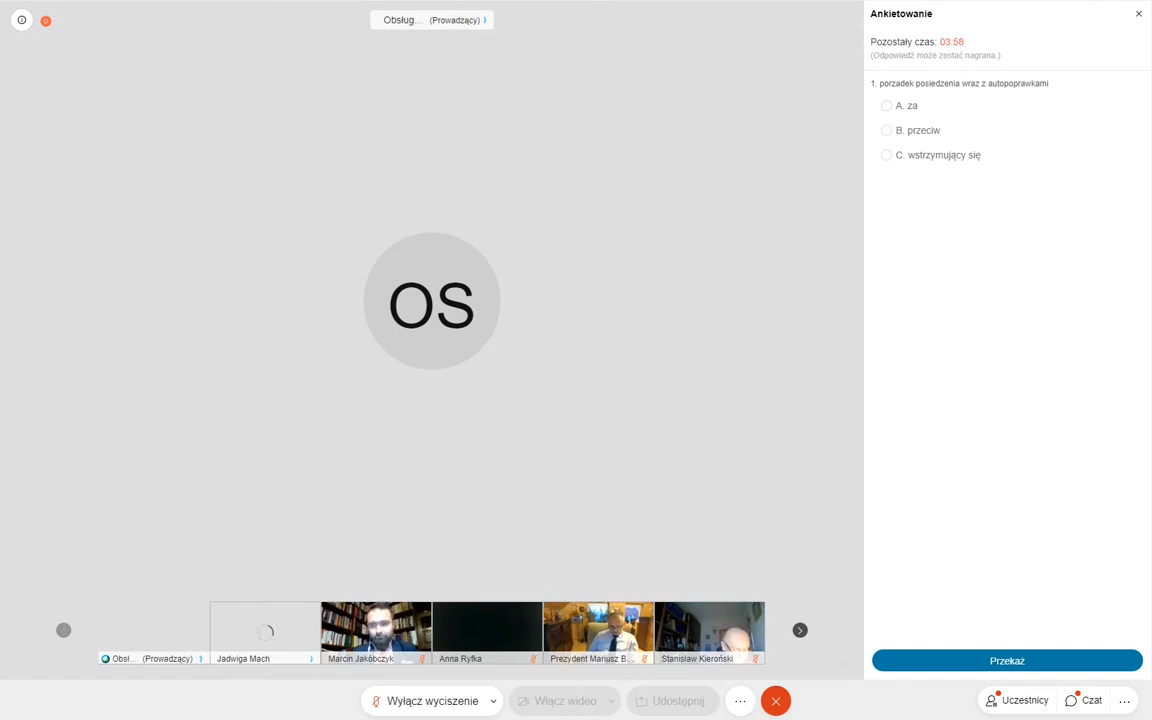 Obsług... (Prowadzący)
OS
Obsł... (Prowadzący)
Jadwiga Mach
Marcin Jakóbczyk
Anna Ryfka
Prezydent Mariusz B...
Stanisław Kieroński
Wyłącz wyciszenie
Włącz wideo
Udostępnij
Ankietowanie
Pozostały czas: 03:58
(Odpowiedź może zostać nagrana.)
1. porzadek posiedzenia wraz z autopoprawkami
A. za
B. przeciw
C. wstrzymujący się
Przekaż
Uczestnicy
Czat